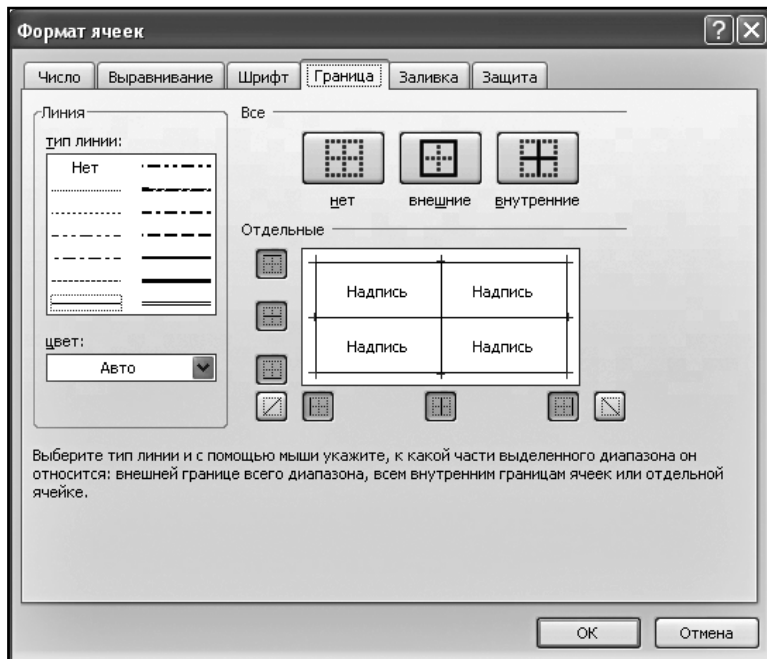 Формат ячеек
Число Выравнивание Шрифт Граница Заливка Защита
Линия
тип линии:
Нет
цвет:
Авто
Все
нет внешние внутренние
Отдельные
Надпись Надпись
Надпись Надпись
Выберите тип линии и с помощью мыши укажите, к какой части выделенного диапазона он
относится: внешней границе всего диапазона, всем внутренним границам ячеек или отдельной
ячейке.
ОК Отмена